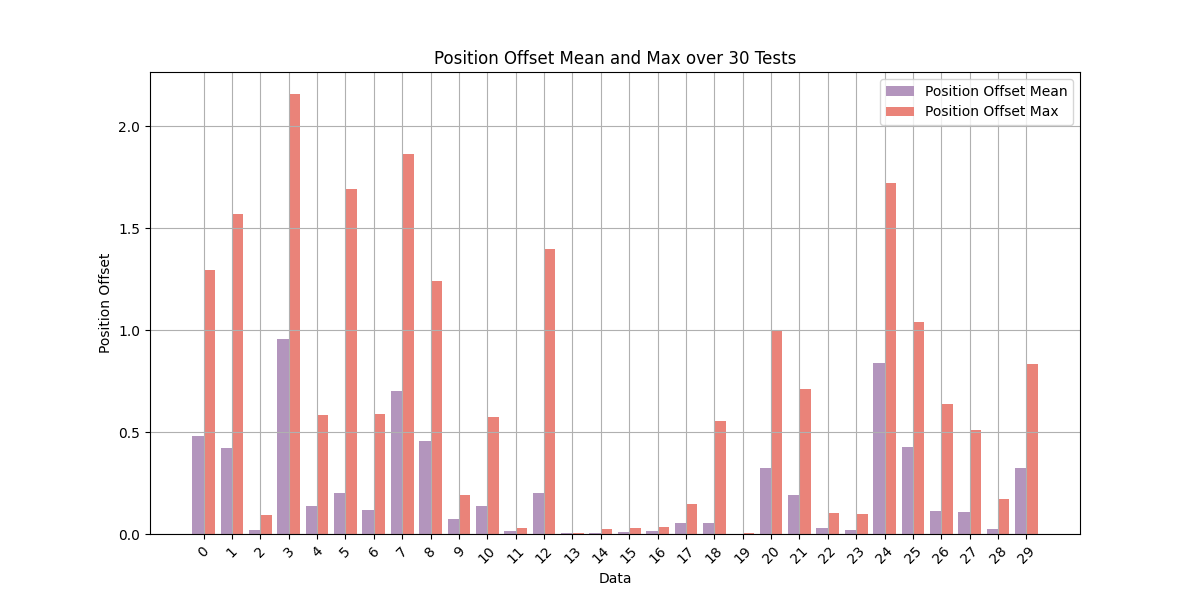 Position Offset Mean and Max over 30 Tests
Position Offset Mean
Position Offset Max
2.0
1.5
1.0
0.5
0.0
Position Offset
0 1 2 3 4 5 6 7 8 9 10 11 12 13 14 15 16 17 18 19 20 21 22 23 24 25 26 27 28 29
Data